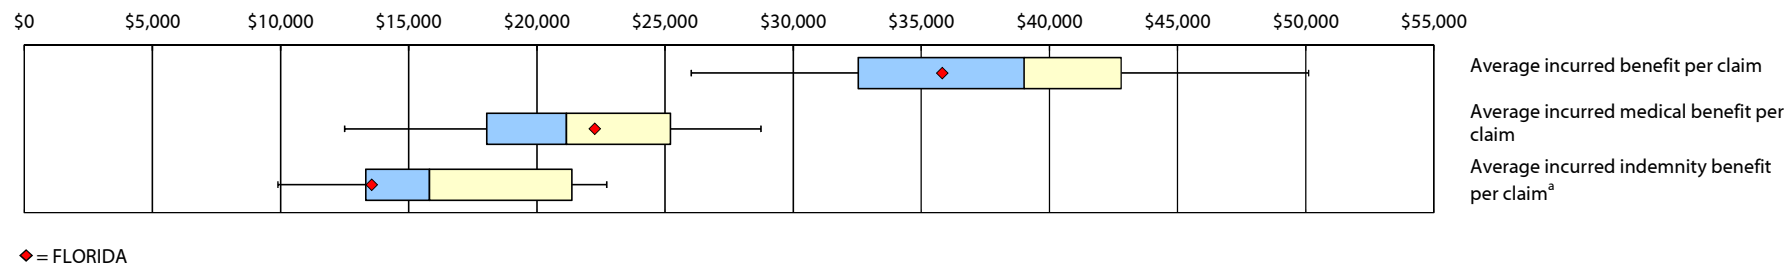 $0 $5,000 $10,000 $15,000 $20,000 $25,000 $30,000 $35,000 $40,000 $45,000 $50,000 $55,000
Average incurred benefit per claim
Average incurred medical benefit per
claim
Average incurred indemnity benefit
per claimᵃ
= FLORIDA